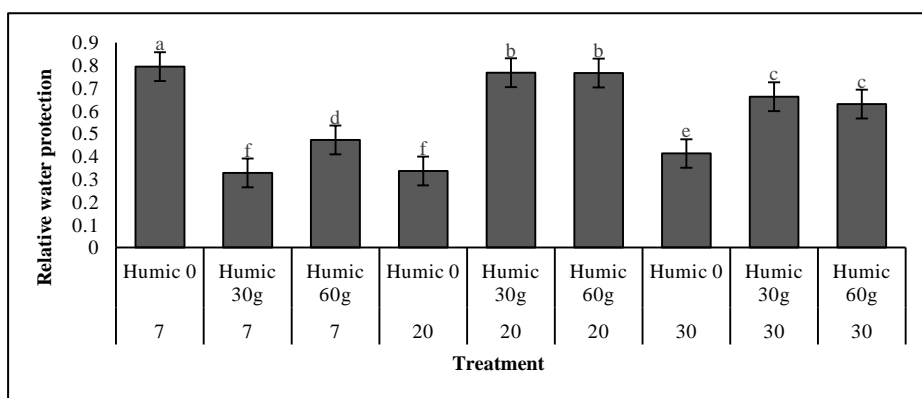 Relative water protection
0.9
0.8
0.7
0.6
0.5
0.4
0.3
0.2
0.1
0
a
f
d
f
b
b
e
c
c
Humic 0
Humic
30g
Humic
60g
Humic 0
Humic
30g
Humic
60g
Humic 0
Humic
30g
Humic
60g
7 7 7 20 20 20 30 30 30
Treatment